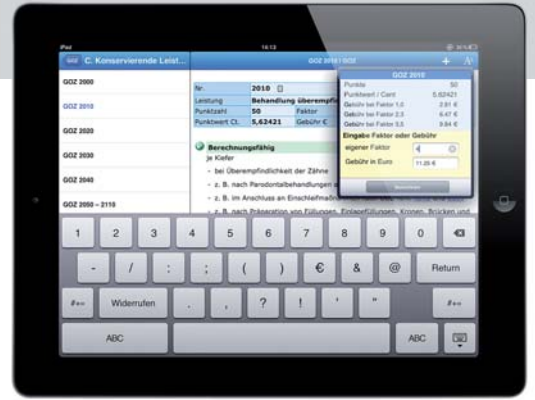 iPad
16:13
GOZ C. Konservierende Leist...
GOZ 2010 | GOZ
GOZ 2000
GOZ 2010
GOZ 2020
GOZ 2030
GOZ 2040
GOZ 2050 – 2110
Nr. 2010
Leistung Behandlung überempfi
Punktzahl 50 Faktor
Punktwert Ct. 5,62421 Gebühr €
Berechnungsfähig
je Kiefer
- bei Überempfindlichkeit der Zähne
- z. B. nach Parodontalbehandlungen
- z. B. im Anschluss an Einschleifmaß
- z. B. nach Präparation von Füllungen, Einlagefüllungen, Kronen, Brücken und
GOZ 2010
Punkte 50
Punktwert / Cent 5.62421
Gebühr bei Faktor 1,0 2.81 €
Gebühr bei Faktor 2,3 6.47 €
Gebühr bei Faktor 3,5 9.84 €
Eingabe Faktor oder Gebühr
eigener Faktor 4
Gebühr in Euro 11.25 €
Berechnen
1 2 3 4 5 6 7 8 9 0
- / : ; ( ) € & @ Return
#+= Widerrufen . , ? ! ' " #+=
ABC ABC